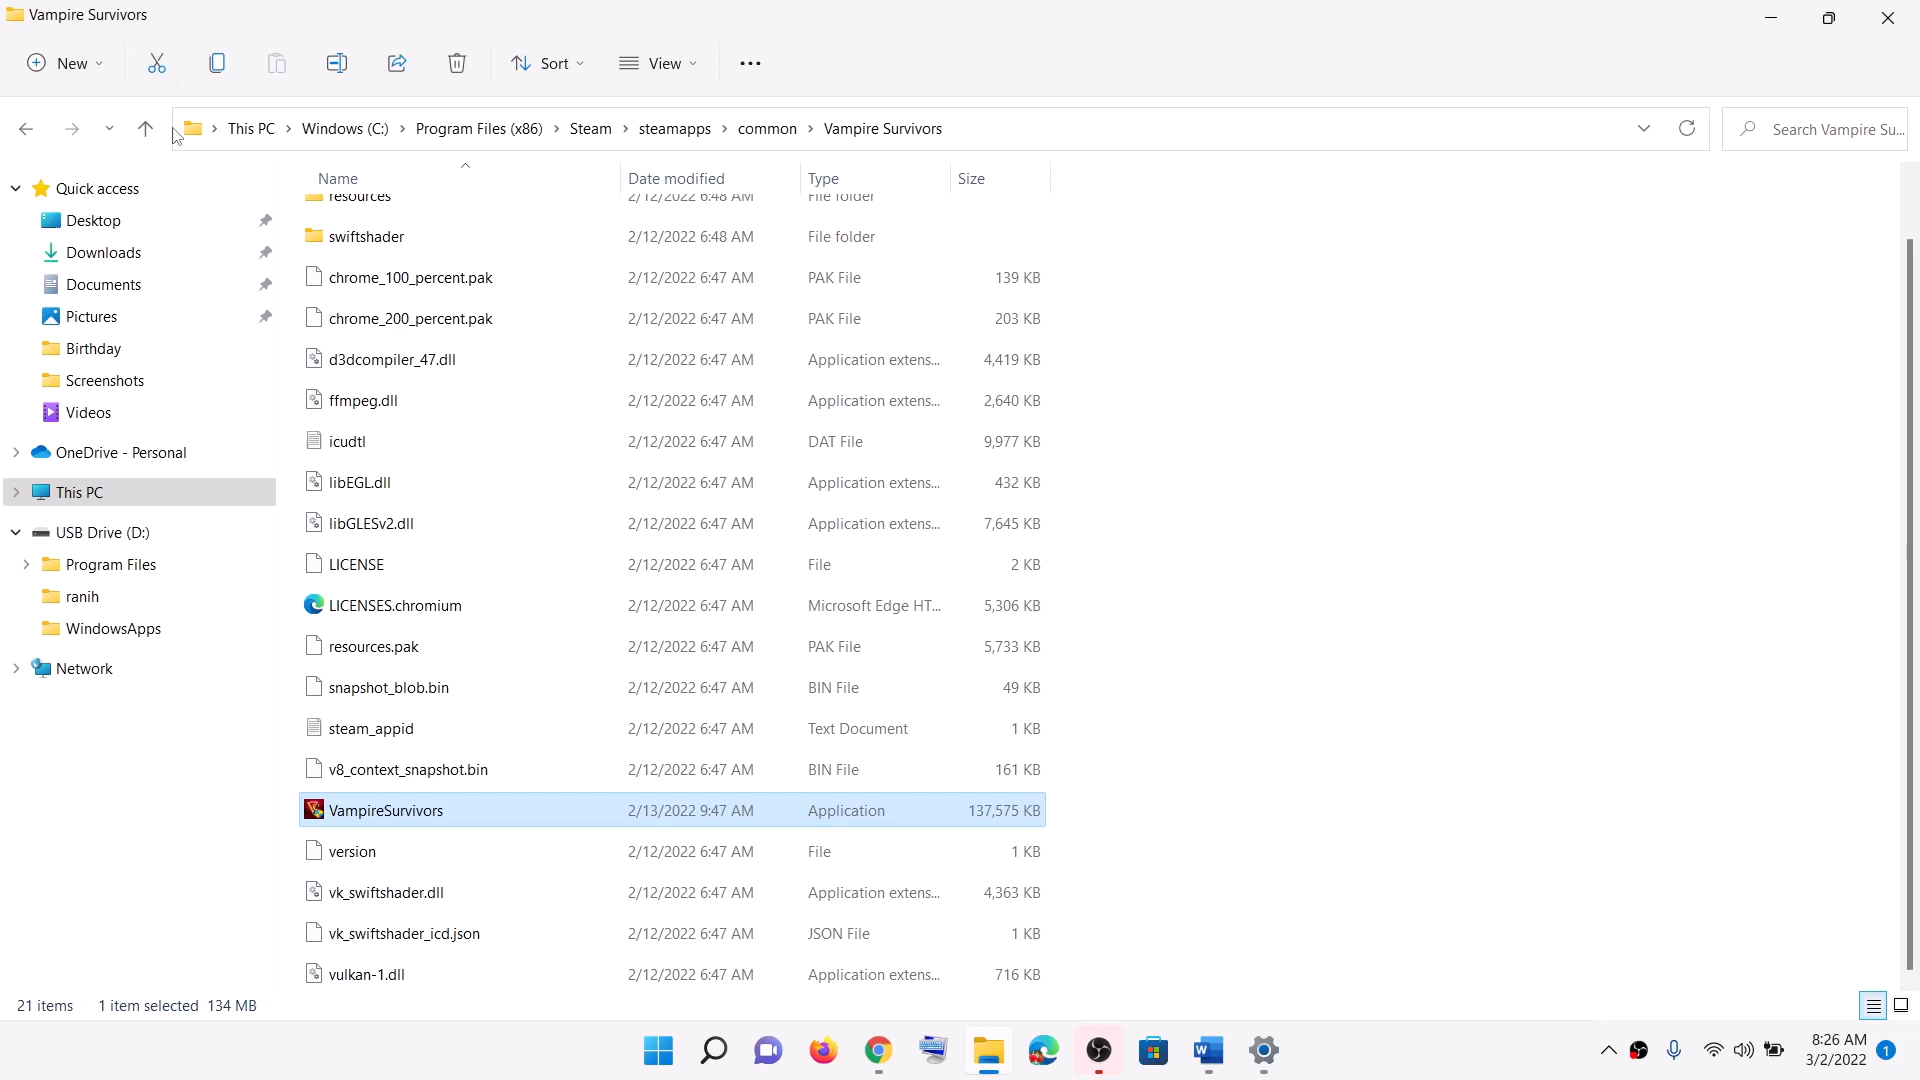 Vampire Survivors
New
Sort
View
This PC
Windows (C:)
Program Files (x86)
Steam
steamapps
common
Vampire Survivors
Search Vampire Su...
Name
Date modified
Type
Size
Quick access
Desktop
Downloads
Documents
Pictures
Birthday
Screenshots
Videos
OneDrive - Personal
This PC
USB Drive (D:)
Program Files
ranih
WindowsApps
Network
resources 2/12/2022 6:48 AM File folder
swiftshader 2/12/2022 6:48 AM File folder
chrome_100_percent.pak 2/12/2022 6:47 AM PAK File 139 KB
chrome_200_percent.pak 2/12/2022 6:47 AM PAK File 203 KB
d3dcompiler_47.dll 2/12/2022 6:47 AM Application extens... 4,419 KB
ffmpeg.dll 2/12/2022 6:47 AM Application extens... 2,640 KB
icudtl 2/12/2022 6:47 AM DAT File 9,977 KB
libEGL.dll 2/12/2022 6:47 AM Application extens... 432 KB
libGLESv2.dll 2/12/2022 6:47 AM Application extens... 7,645 KB
LICENSE 2/12/2022 6:47 AM File 2 KB
LICENSES.chromium 2/12/2022 6:47 AM Microsoft Edge HT... 5,306 KB
resources.pak 2/12/2022 6:47 AM PAK File 5,733 KB
snapshot_blob.bin 2/12/2022 6:47 AM BIN File 49 KB
steam_appid 2/12/2022 6:47 AM Text Document 1 KB
v8_context_snapshot.bin 2/12/2022 6:47 AM BIN File 161 KB
VampireSurvivors 2/13/2022 9:47 AM Application 137,575 KB
version 2/12/2022 6:47 AM File 1 KB
vk_swiftshader.dll 2/12/2022 6:47 AM Application extens... 4,363 KB
vk_swiftshader_icd.json 2/12/2022 6:47 AM JSON File 1 KB
vulkan-1.dll 2/12/2022 6:47 AM Application extens... 716 KB
21 items 1 item selected 134 MB
8:26 AM
3/2/2022
1